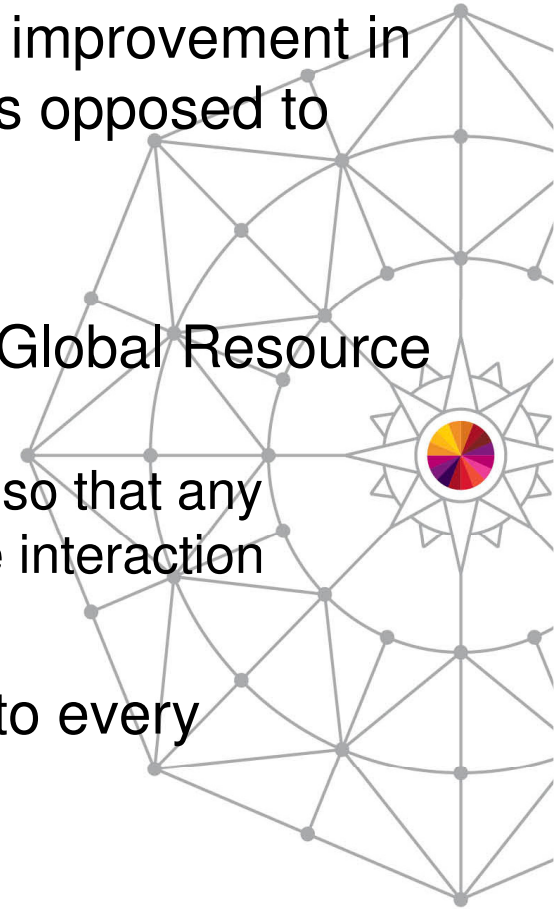 improvement in
s opposed to
Global Resource
so that any
e interaction
to every